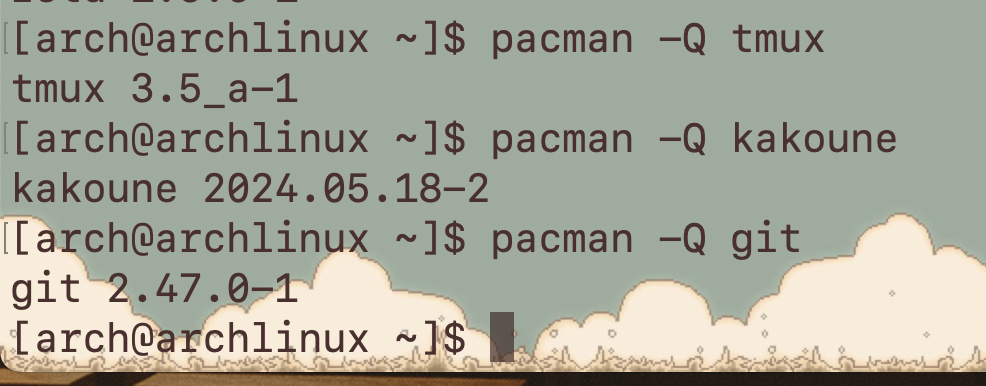 [arch@archlinux ~]$ pacman -Q tmux
tmux 3.5_a-1
[arch@archlinux ~]$ pacman -Q kakoune
kakoune 2024.05.18-2
[arch@archlinux ~]$ pacman -Q git
git 2.47.0-1
[arch@archlinux ~]$